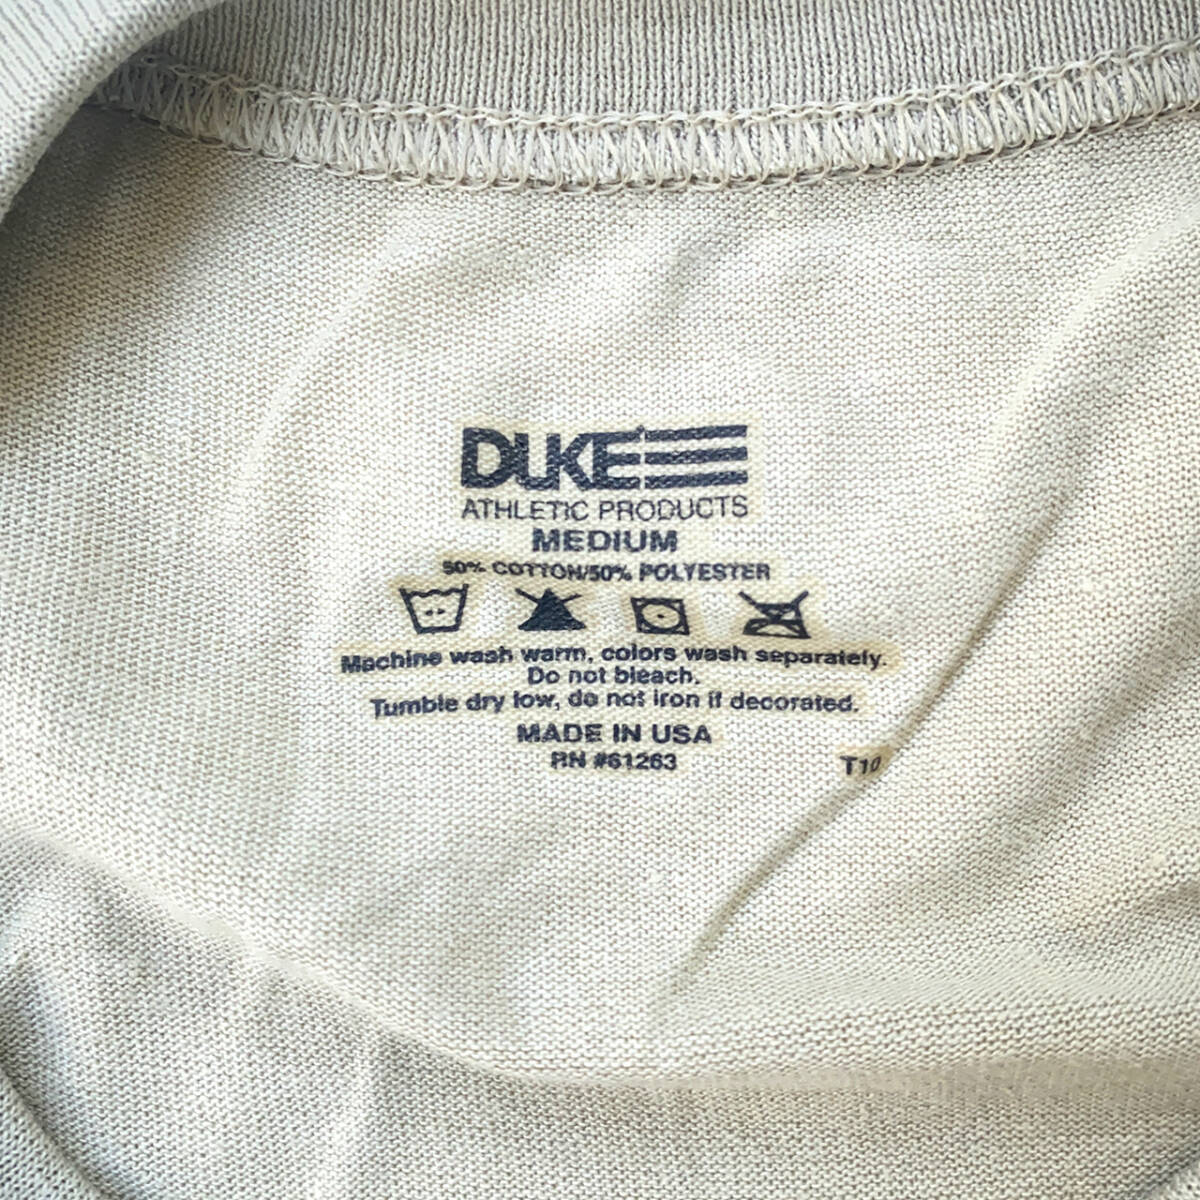 DUKE
ATHLETIC PRODUCTS
MEDIUM
50% COTTON/50% POLYESTER
Machine wash warm, colors wash separately.
Do not bleach.
Tumble dry low, do not iron if decorated.
MADE IN USA
RN #61263
T10